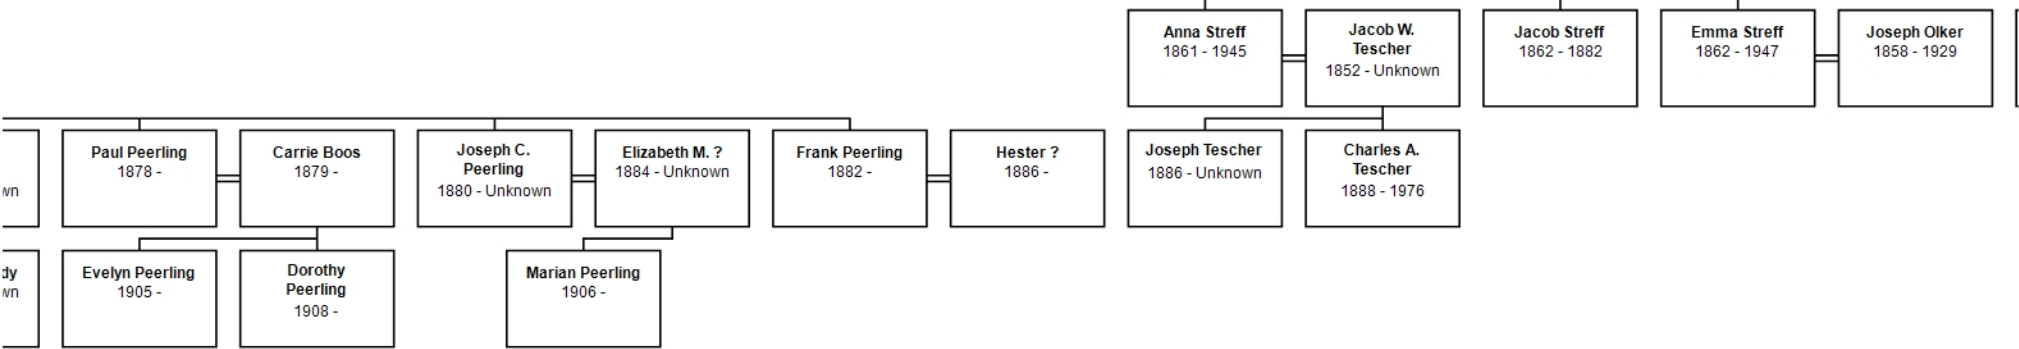 Anna Streff
1861 - 1945
Jacob W.
Tescher
1852 - Unknown
Jacob Streff
1862 - 1882
Emma Streff
1862 - 1947
Joseph Olker
1858 - 1929
Paul Peerling
1878 -
Carrie Boos
1879 -
Joseph C.
Peerling
1880 - Unknown
Elizabeth M. ?
1884 - Unknown
Frank Peerling
1882 -
Hester ?
1886 -
Joseph Tescher
1886 - Unknown
Charles A.
Tescher
1888 - 1976
Evelyn Peerling
1905 -
Dorothy
Peerling
1908 -
Marian Peerling
1906 -